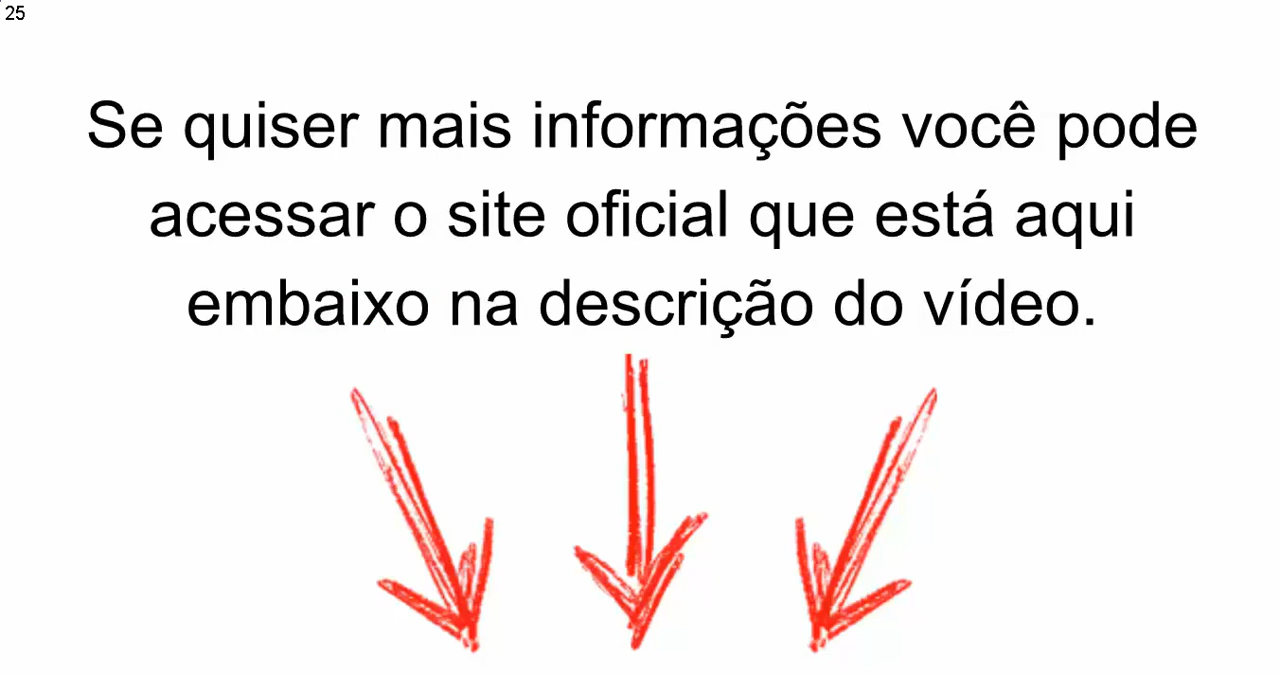 25
Se quiser mais informações você pode
acessar o site oficial que está aqui
embaixo na descrição do vídeo.